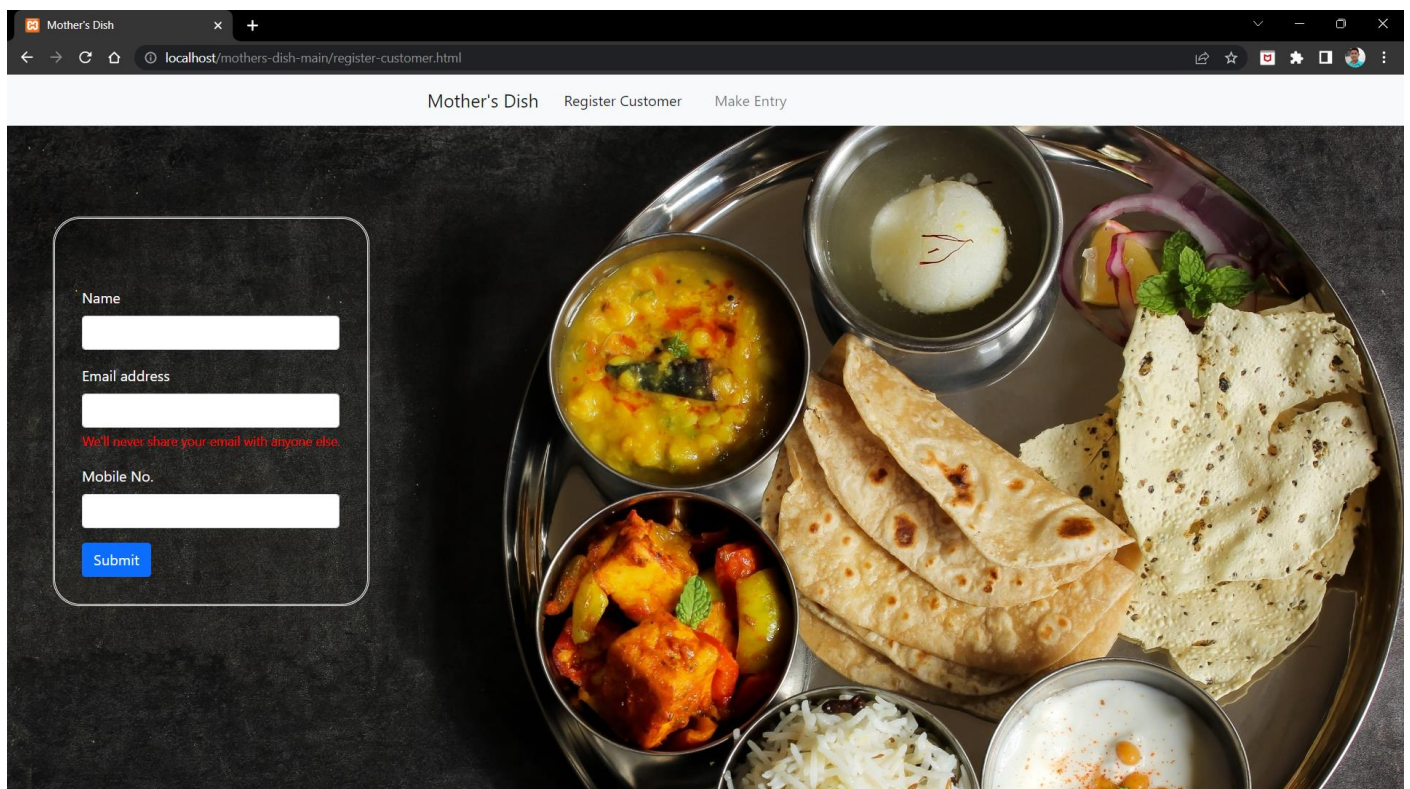 Mother's Dish
localhost/mothers-dish-main/register-customer.html
Mother's Dish Register Customer Make Entry
Name
Email address
We'll never share your email with anyone else.
Mobile No.
Submit